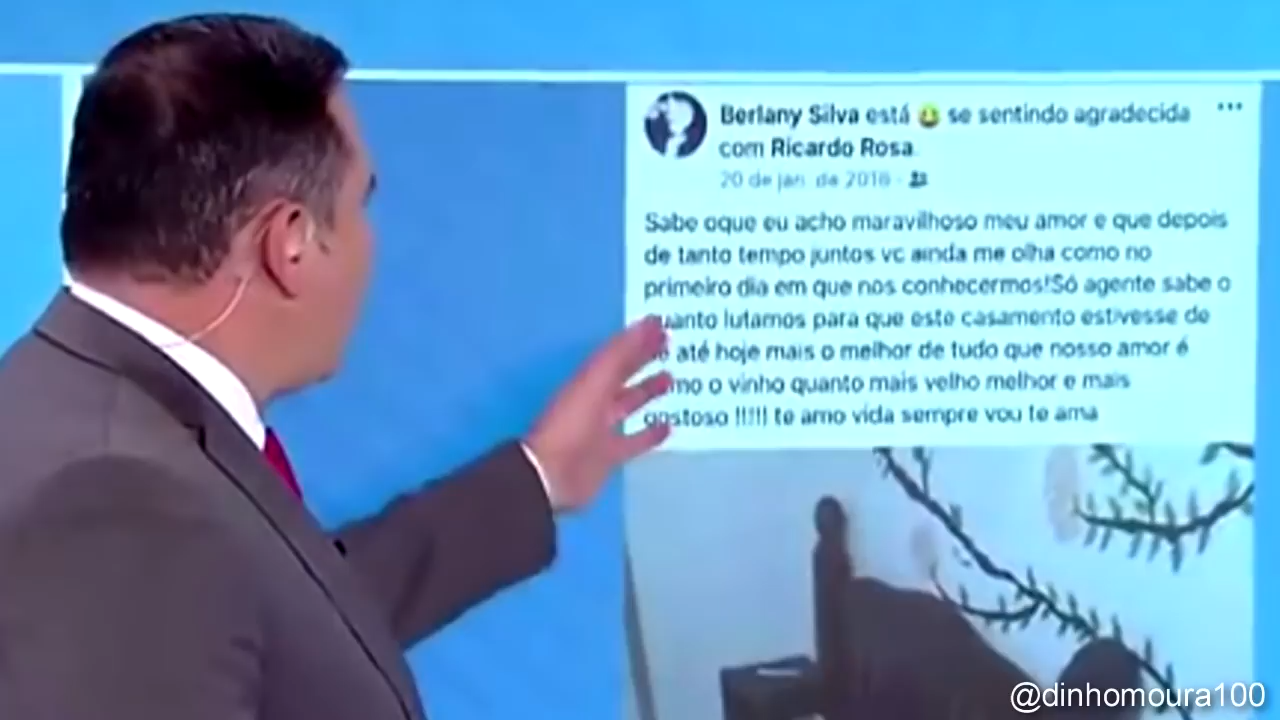 Berlany Silva está 😄 se sentindo agradecida
com Ricardo Rosa
20 de jan. de 2018
Sabe oque eu acho maravilhoso meu amor e que depois
de tanto tempo juntos vc ainda me olha como no
primeiro dia em que nos conhecermos!Só agente sabe o
quanto lutamos para que este casamento estivesse de
até hoje mais o melhor de tudo que nosso amor é
o vinho quanto mais velho melhor e mais
gostoso !!!!! te amo vida sempre vou te ama
@dinhomoura100